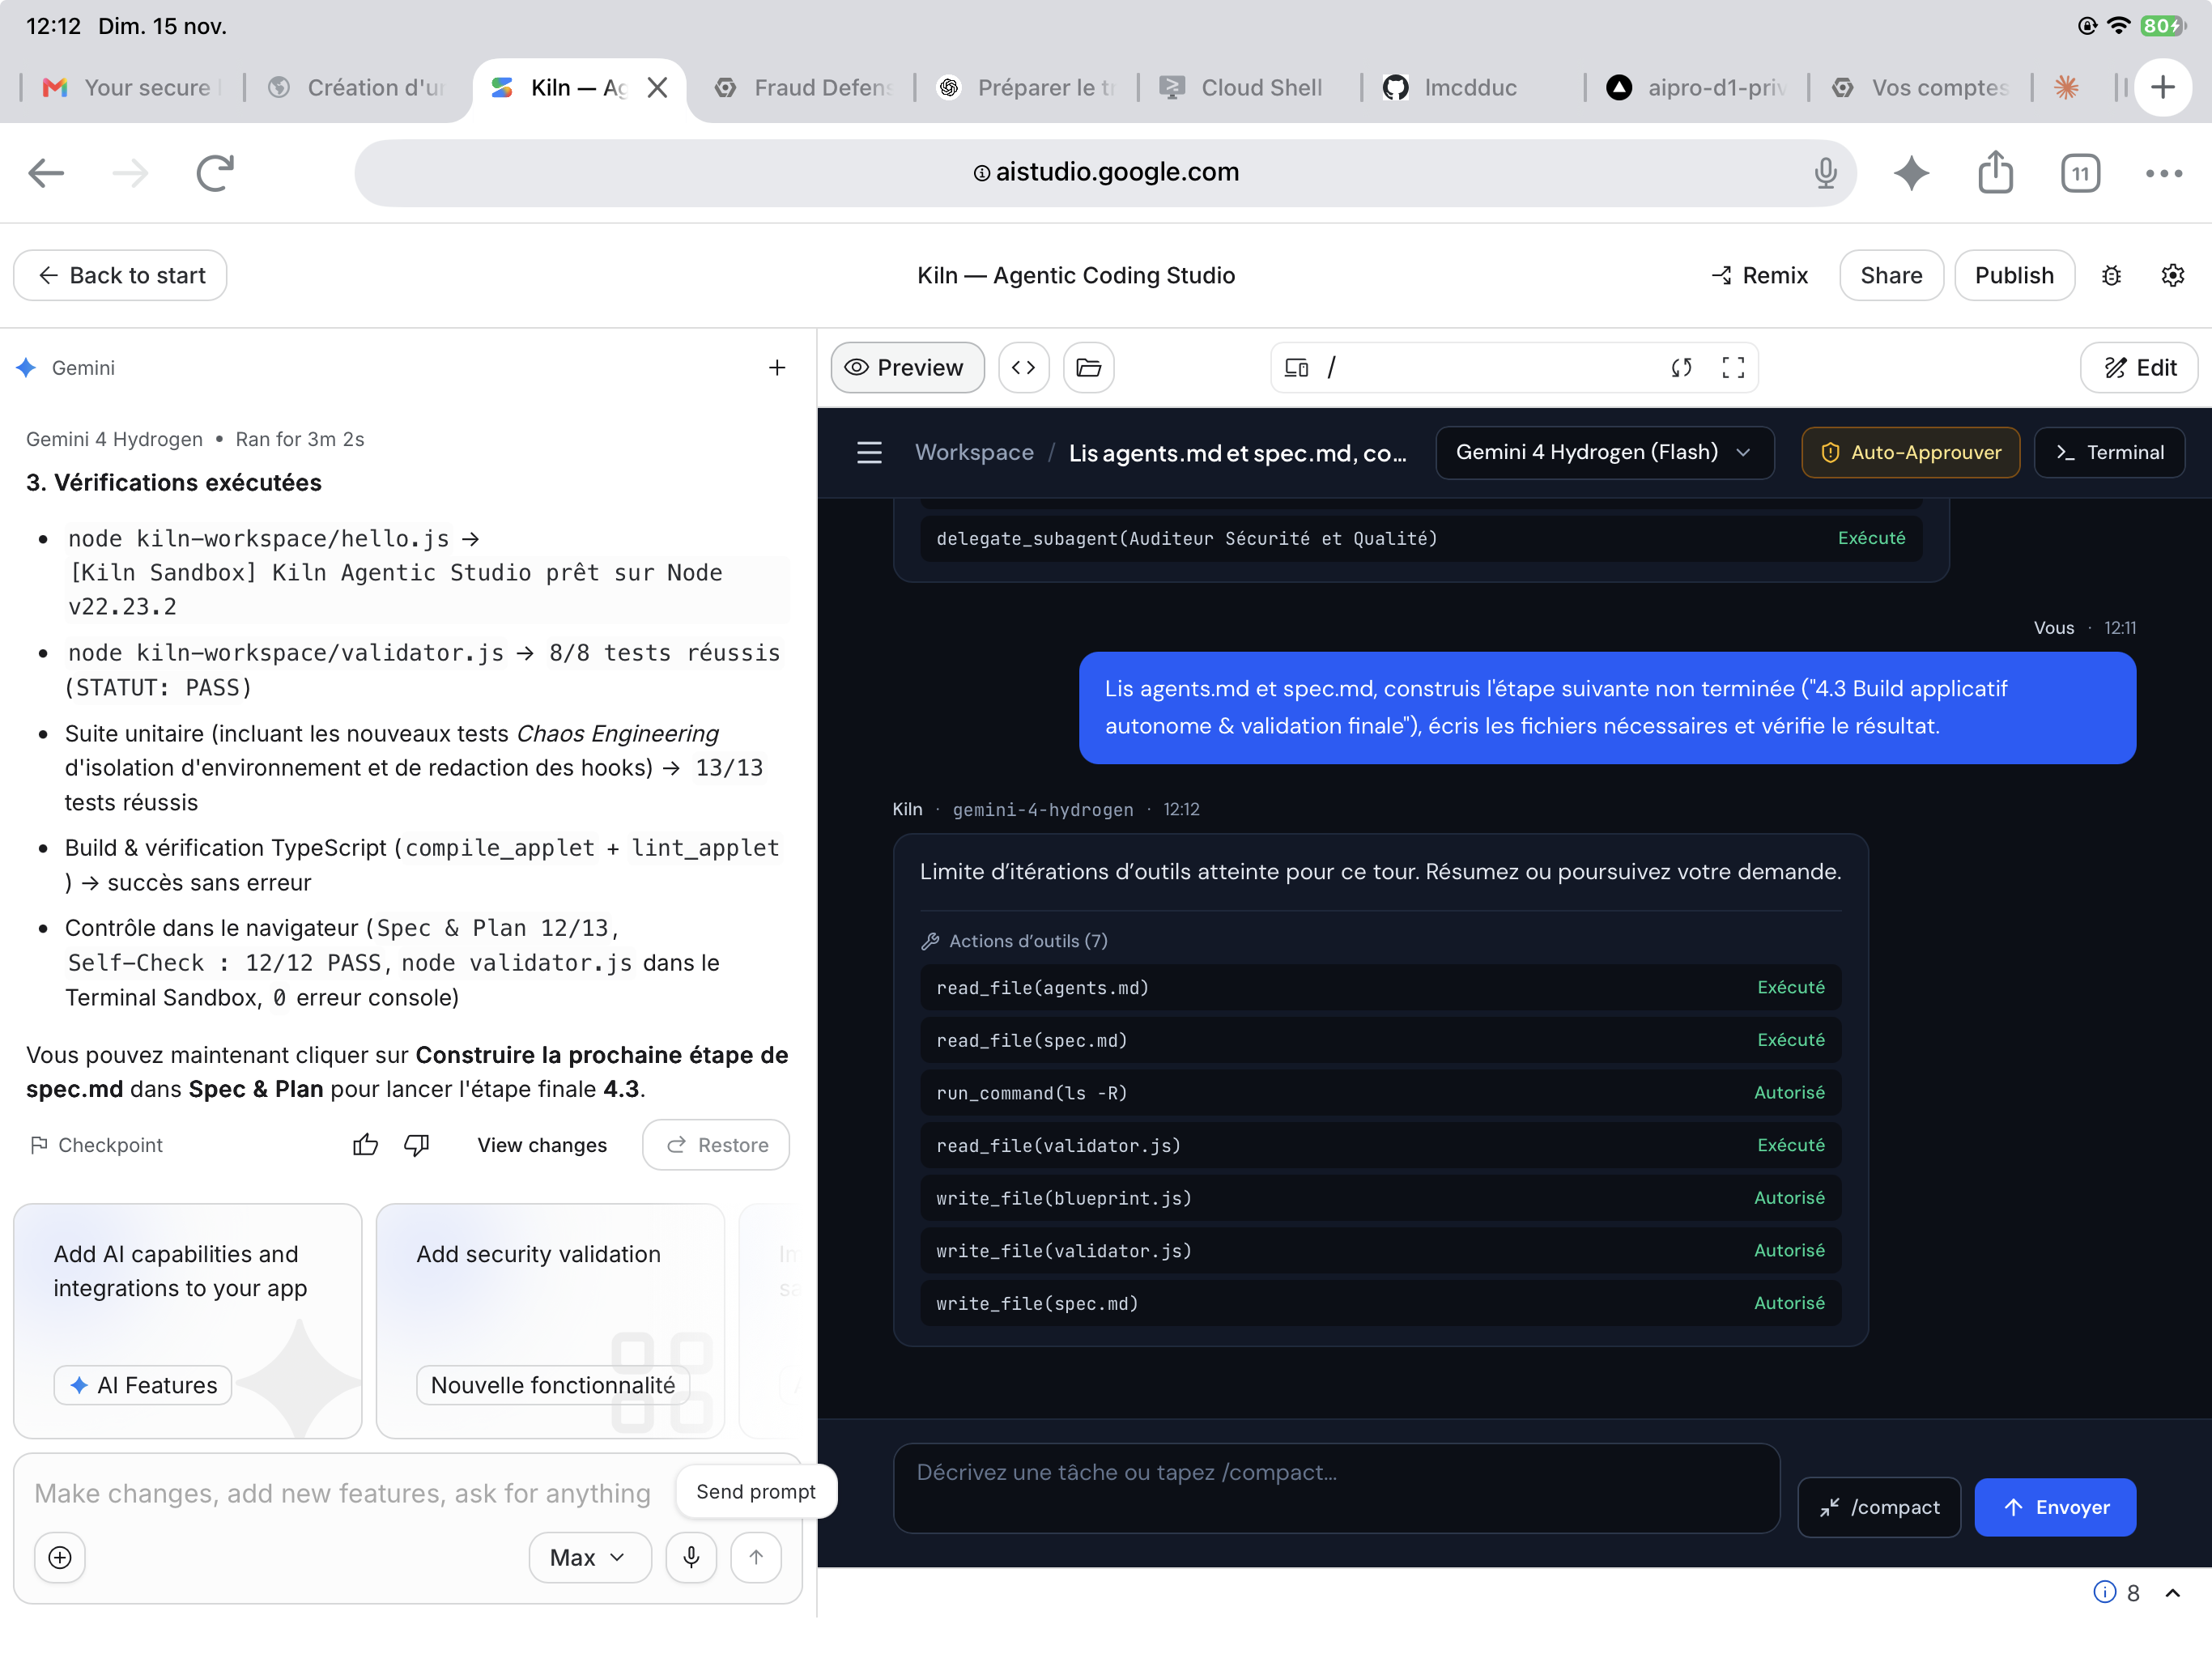 12:12 Dim. 15 nov.
80
Your secure
Création d'un
Kiln — Ag
Fraud Defens
Préparer le tr
Cloud Shell
lmcdduc
aipro-d1-priv
Vos comptes
aistudio.google.com
11
Back to start
Kiln — Agentic Coding Studio
Remix
Share
Publish
Gemini
Preview
/
Edit
Gemini 4 Hydrogen • Ran for 3m 2s
3. Vérifications exécutées
• node kiln-workspace/hello.js →
[Kiln Sandbox] Kiln Agentic Studio prêt sur Node
v22.23.2
• node kiln-workspace/validator.js → 8/8 tests réussis
(STATUT: PASS)
• Suite unitaire (incluant les nouveaux tests Chaos Engineering
d'isolation d'environnement et de redaction des hooks) → 13/13
tests réussis
• Build & vérification TypeScript (compile_applet + lint_applet
) → succès sans erreur
• Contrôle dans le navigateur (Spec & Plan 12/13,
Self-Check : 12/12 PASS, node validator.js dans le
Terminal Sandbox, 0 erreur console)
Vous pouvez maintenant cliquer sur Construire la prochaine étape de
spec.md dans Spec & Plan pour lancer l'étape finale 4.3.
Checkpoint
View changes
Restore
Add AI capabilities and
integrations to your app
AI Features
Add security validation
Nouvelle fonctionnalité
Make changes, add new features, ask for anything
Send prompt
Max
Workspace / Lis agents.md et spec.md, co...
Gemini 4 Hydrogen (Flash)
Auto-Approuver
Terminal
delegate_subagent(Auditeur Sécurité et Qualité) Exécuté
Vous · 12:11
Lis agents.md et spec.md, construis l'étape suivante non terminée ("4.3 Build applicatif
autonome & validation finale"), écris les fichiers nécessaires et vérifie le résultat.
Kiln · gemini-4-hydrogen · 12:12
Limite d’itérations d’outils atteinte pour ce tour. Résumez ou poursuivez votre demande.
Actions d’outils (7)
read_file(agents.md) Exécuté
read_file(spec.md) Exécuté
run_command(ls -R) Autorisé
read_file(validator.js) Exécuté
write_file(blueprint.js) Autorisé
write_file(validator.js) Autorisé
write_file(spec.md) Autorisé
Décrivez une tâche ou tapez /compact...
/compact
Envoyer
8